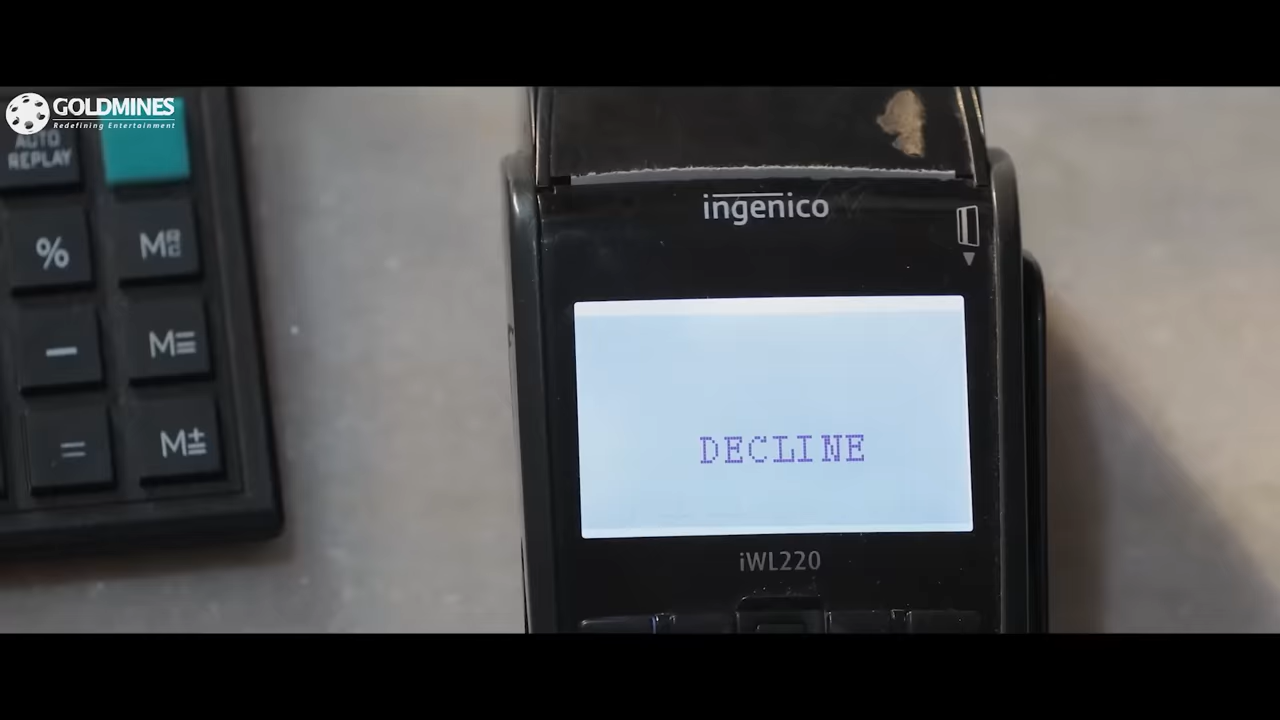 GOLDMINES
Redefining Entertainment
AUTO
REPLAY
%
MRC
−
M=
=
M±
ingenico
DECLINE
iWL220